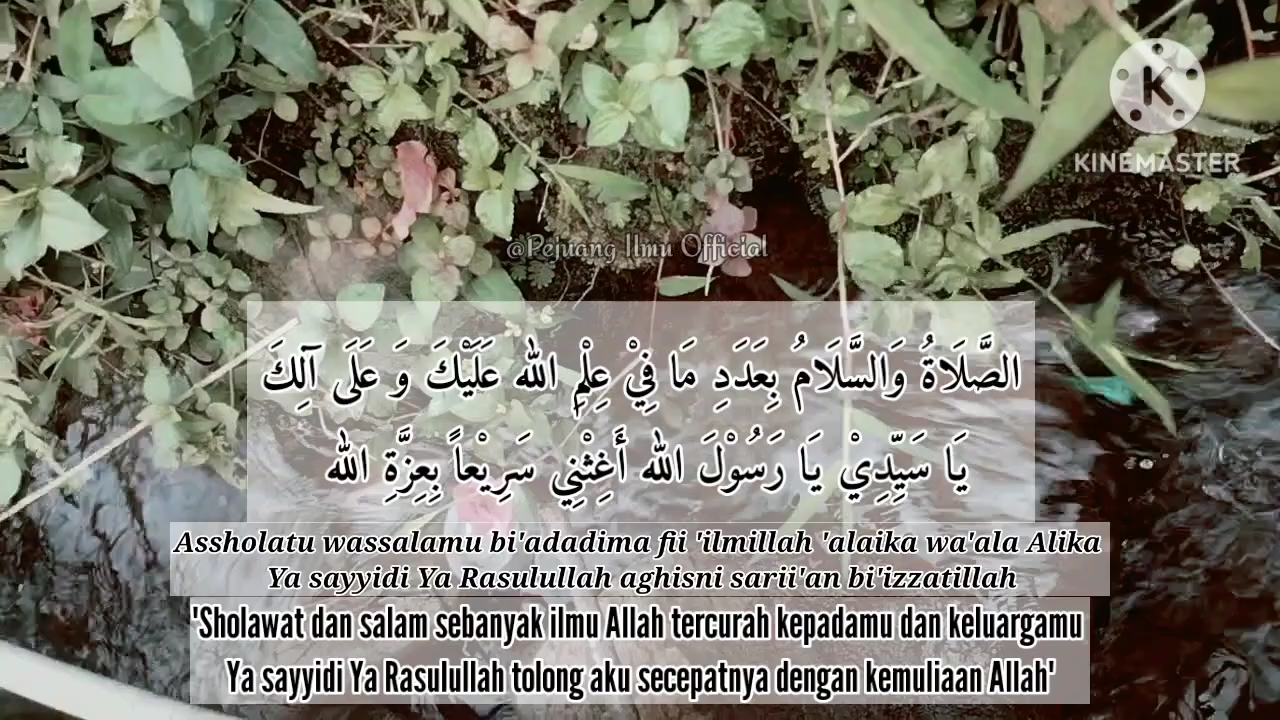 KINEMASTER
@Pejuang Ilmu Official
الصَّلَاةُ وَالسَّلَامُ بِعَدَدِ مَا فِيْ عِلْمِ الله عَلَيْكَ وَ عَلَى آلِكَ
يَا سَيِّدِيْ يَا رَسُوْلَ الله أَغِثْنِي سَرِيْعاً بِعِزَّةِ الله
Assholatu wassalamu bi'adadima fii 'ilmillah 'alaika wa'ala Alika
Ya sayyidi Ya Rasulullah aghisni sarii'an bi'izzatillah
'Sholawat dan salam sebanyak ilmu Allah tercurah kepadamu dan keluargamu
Ya sayyidi Ya Rasulullah tolong aku secepatnya dengan kemuliaan Allah'